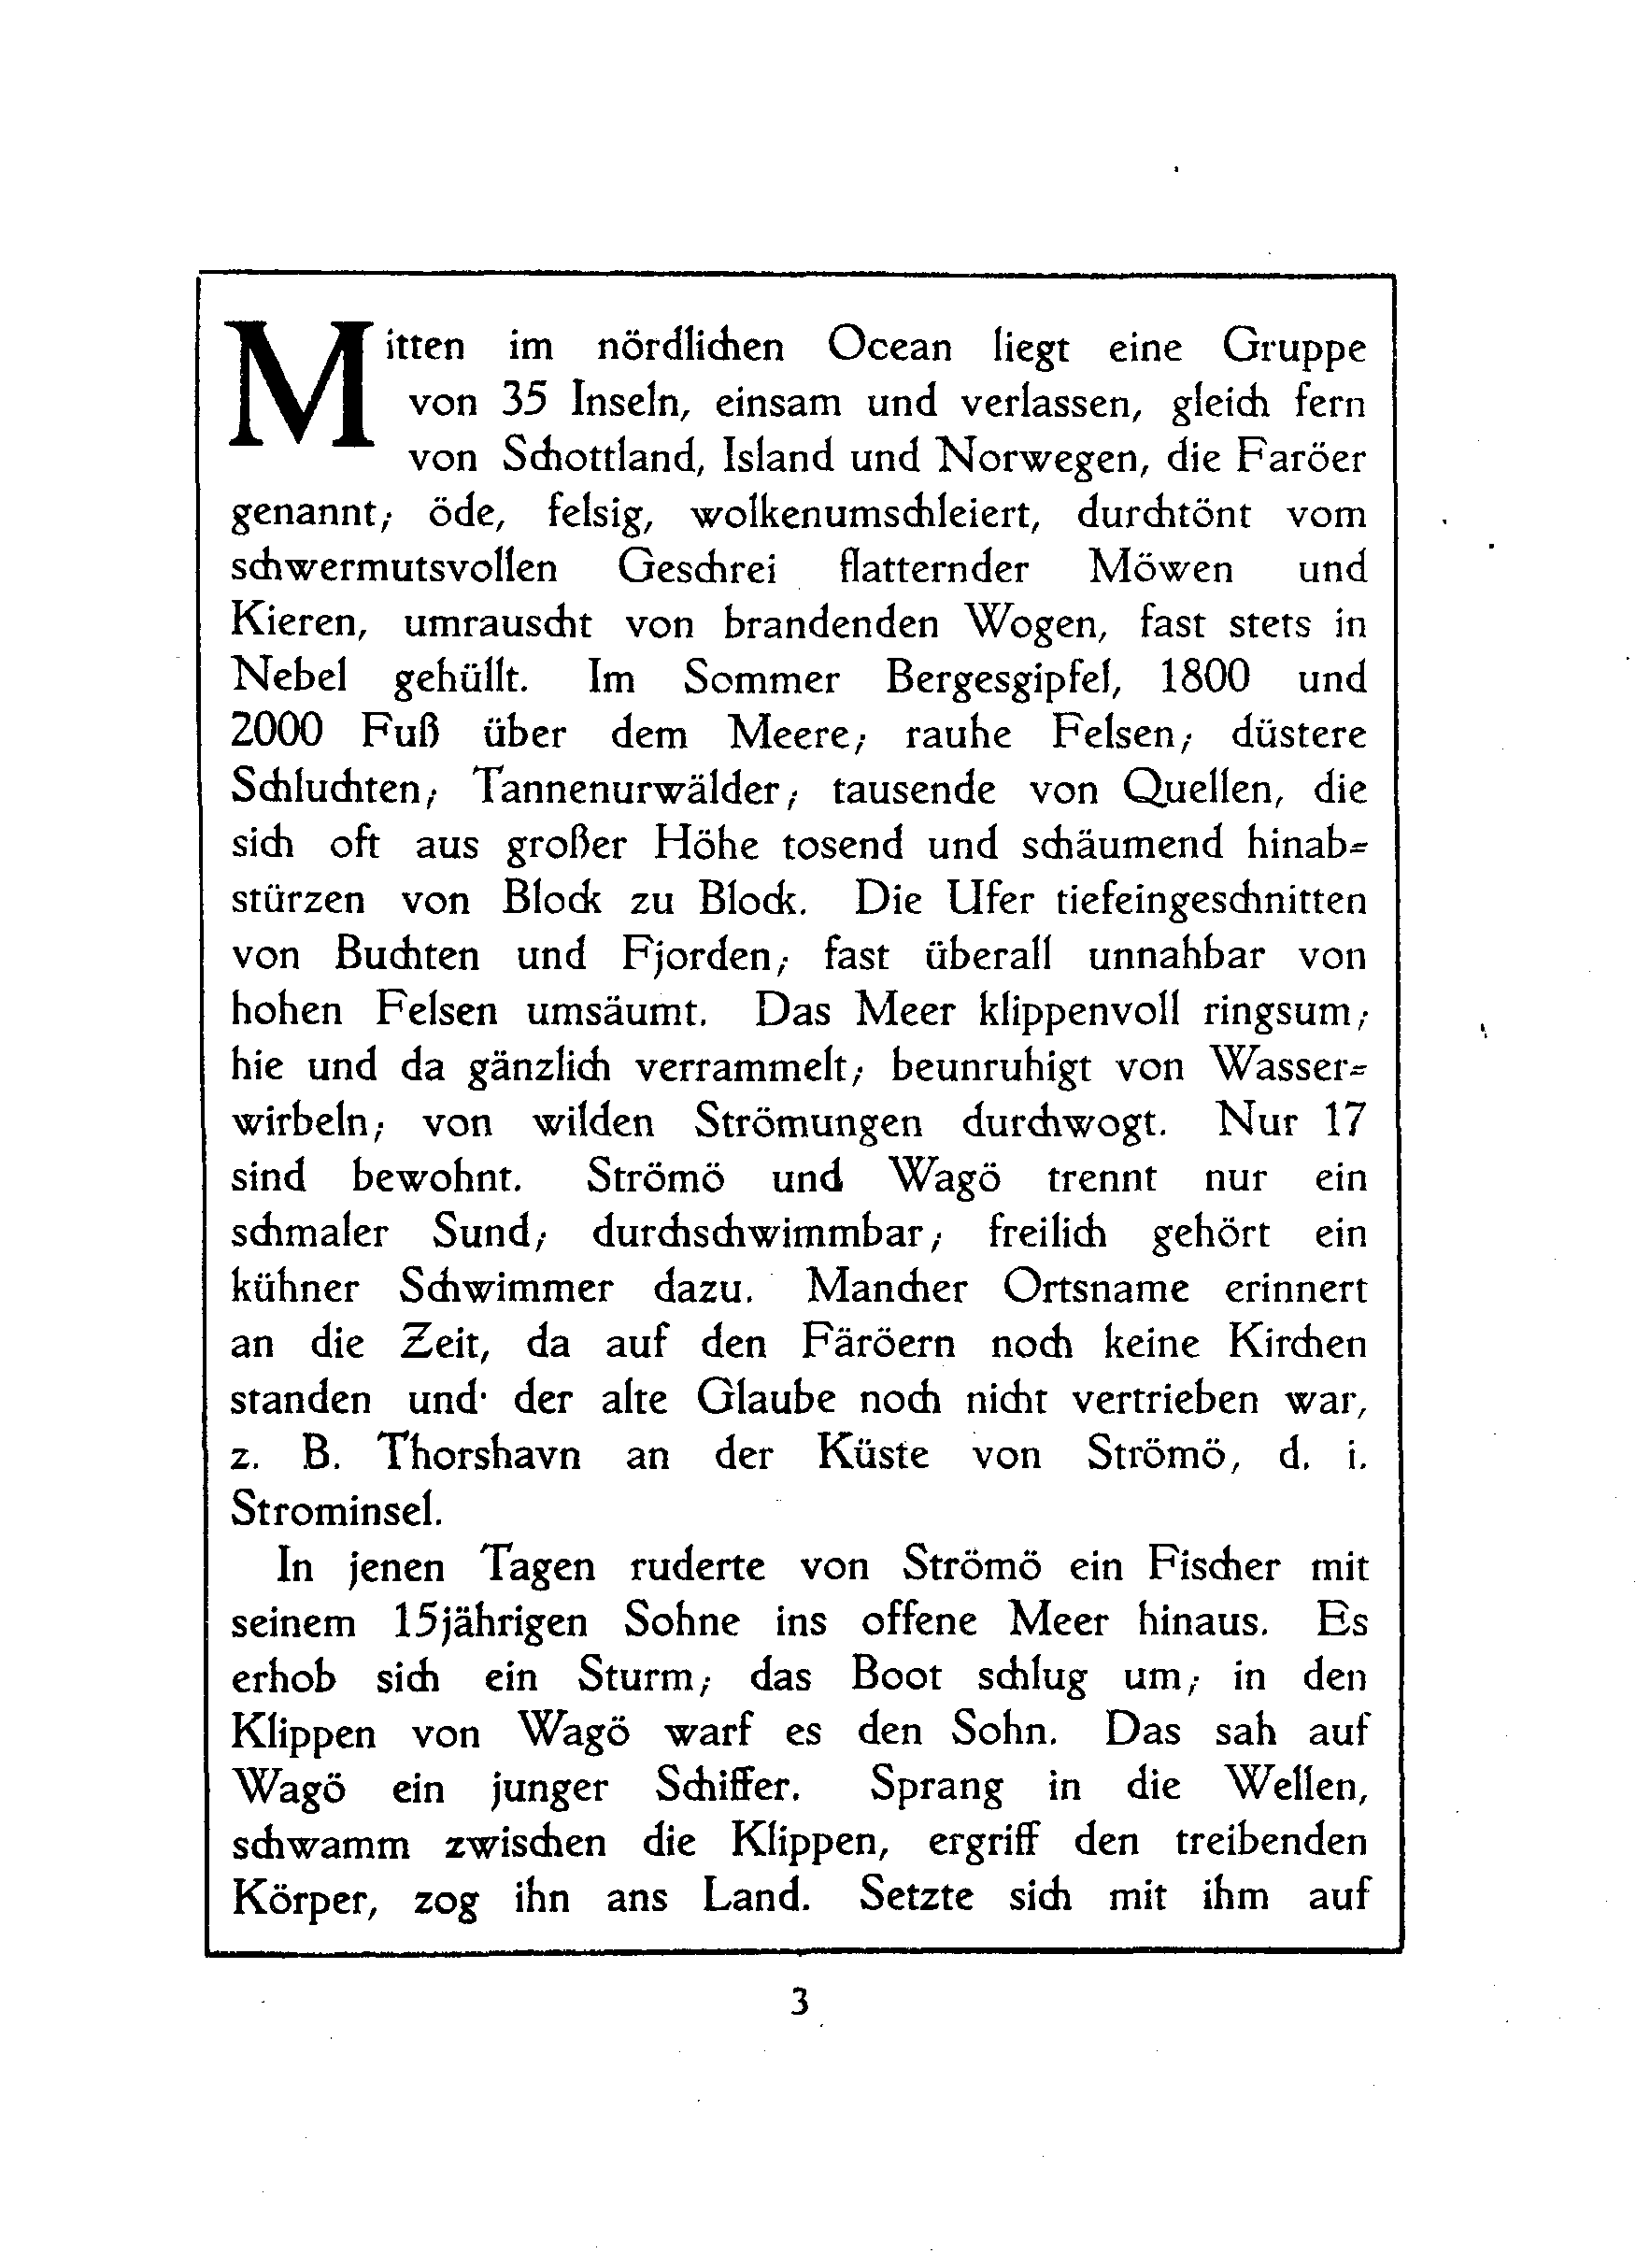 Mitten im nördlichen Ocean liegt eine Gruppe
von 35 Inseln, einsam und verlassen, gleich fern
von Schottland, Island und Norwegen, die Faröer
genannt; öde, felsig, wolkenumschleiert, durchtönt vom
schwermutsvollen Geschrei flatternder Möwen und
Kieren, umrauscht von brandenden Wogen, fast stets in
Nebel gehüllt. Im Sommer Bergesgipfel, 1800 und
2000 Fuß über dem Meere; rauhe Felsen; düstere
Schluchten; Tannenurwälder; tausende von Quellen, die
sich oft aus großer Höhe tosend und schäumend hinab-
stürzen von Block zu Block. Die Ufer tiefeingeschnitten
von Buchten und Fjorden; fast überall unnahbar von
hohen Felsen umsäumt. Das Meer klippenvoll ringsum;
hie und da gänzlich verrammelt; beunruhigt von Wasser-
wirbeln; von wilden Strömungen durchwogt. Nur 17
sind bewohnt. Strömö und Wagö trennt nur ein
schmaler Sund; durchschwimmbar; freilich gehört ein
kühner Schwimmer dazu. Mancher Ortsname erinnert
an die Zeit, da auf den Färöern noch keine Kirchen
standen und der alte Glaube noch nicht vertrieben war,
z. B. Thorshavn an der Küste von Strömö, d. i.
Strominsel.
In jenen Tagen ruderte von Strömö ein Fischer mit
seinem 15jährigen Sohne ins offene Meer hinaus. Es
erhob sich ein Sturm; das Boot schlug um; in den
Klippen von Wagö warf es den Sohn. Das sah auf
Wagö ein junger Schiffer. Sprang in die Wellen,
schwamm zwischen die Klippen, ergriff den treibenden
Körper, zog ihn ans Land. Setzte sich mit ihm auf
3